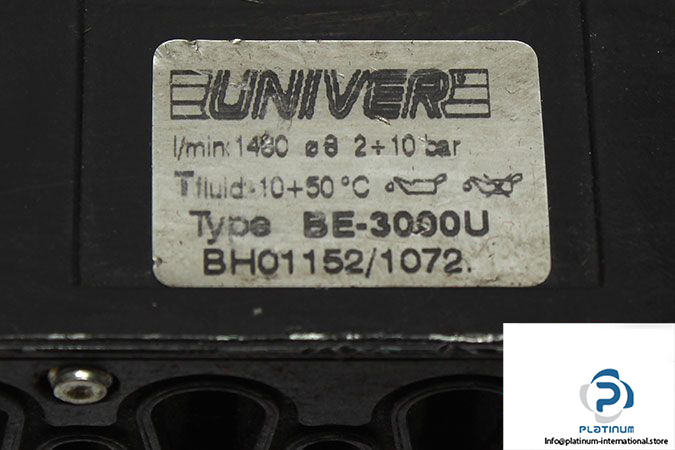 UNIVER
l/min: 1480 ø 8 2÷10 bar
T fluid -10÷50 °C
Type BE-3000U
BH01152/1072.
PLATINUM
Info@platinum-international.store